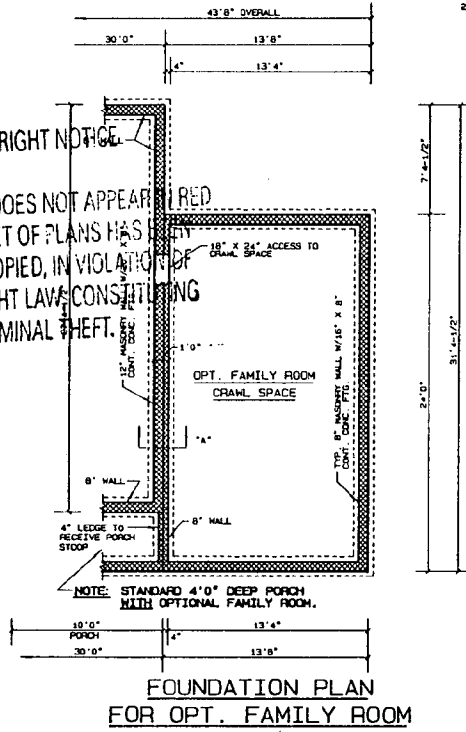 2
43'8" OVERALL
30'0" 13'8"
4" 13'4"
RIGHT NOTICE
WALL
DOES NOT APPEAR RED
ET OF PLANS HAS
18" X 24" ACCESS TO
CRAWL SPACE
OPIED, IN VIOLATION OF
HT LAW CONSTITUTING
MINAL THEFT.
12" MASONRY WALL
CONT. CONC. FTG.
1'0"
OPT. FAMILY ROOM
CRAWL SPACE
TYP. 8" MASONRY WALL W/16" X 8"
CONT. CONC. FTG.
7'4-1/2"
31'4-1/2"
24'0"
"A"
8" WALL
4" LEDGE TO
RECEIVE PORCH
STOOP
8" WALL
NOTE: STANDARD 4'0" DEEP PORCH
WITH OPTIONAL FAMILY ROOM.
10'0" 13'4"
PORCH 4"
30'0" 13'8"
FOUNDATION PLAN
FOR OPT. FAMILY ROOM